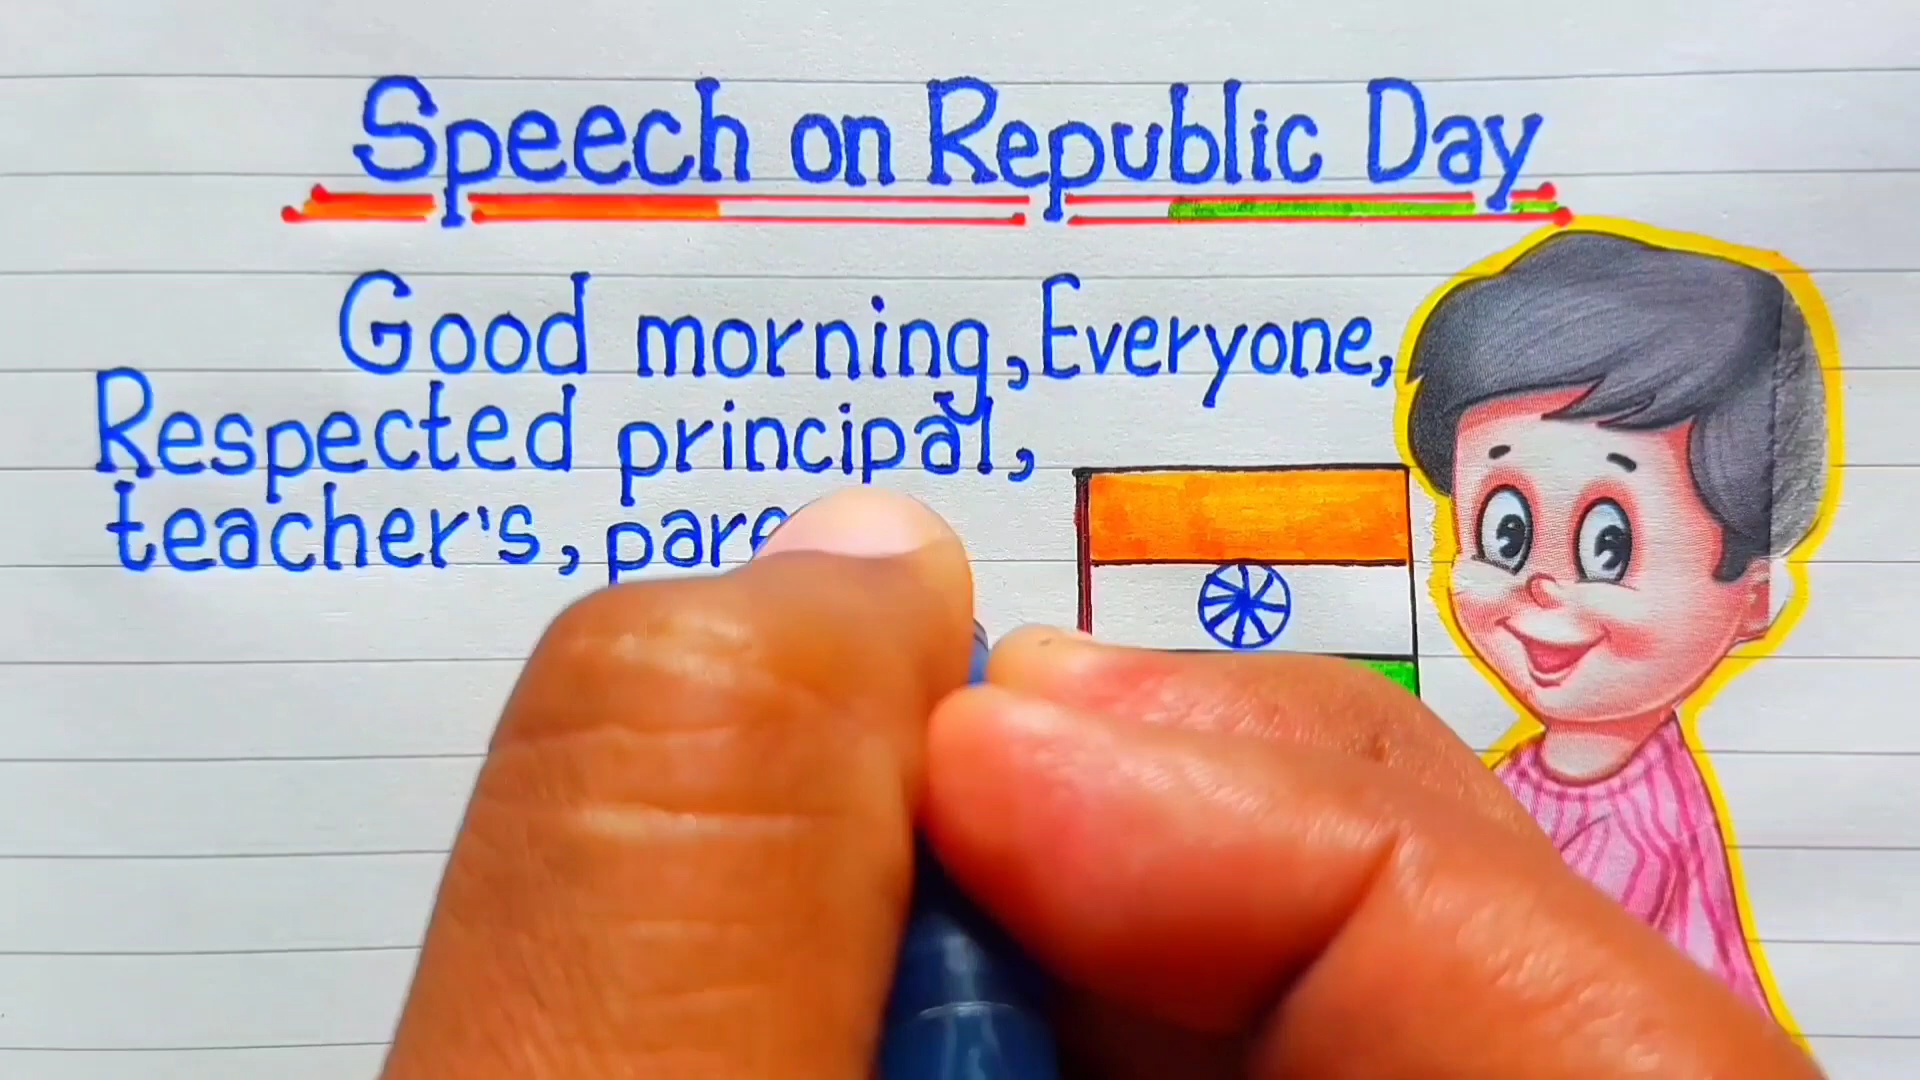 Speech on Republic Day
Good morning, Everyone,
Respected principal,
teacher's,